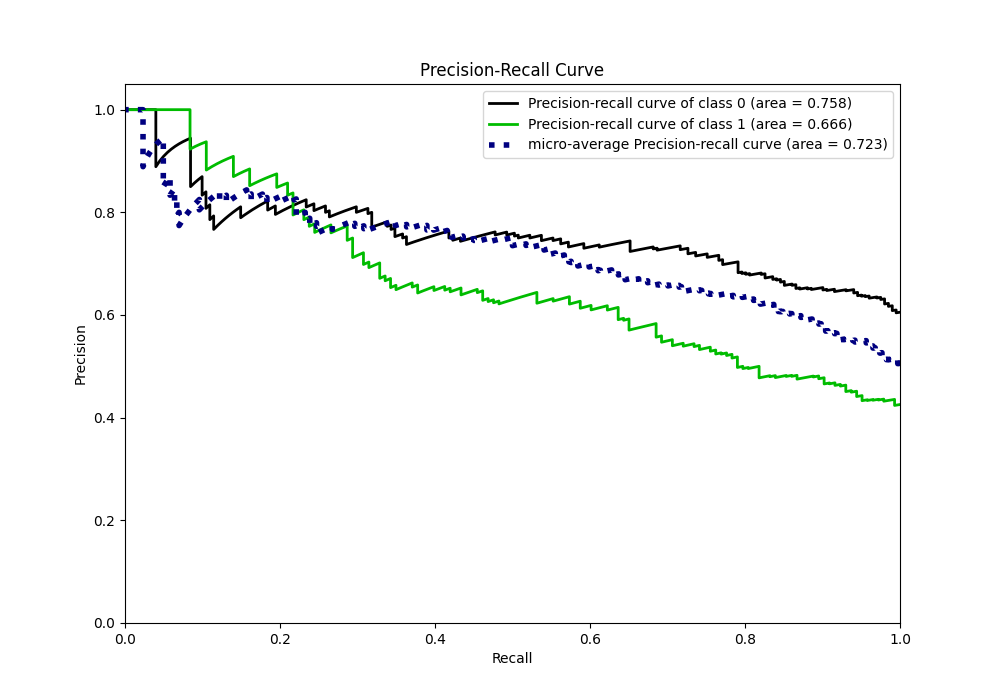 Precision-Recall Curve
Precision-recall curve of class 0 (area = 0.758)
Precision-recall curve of class 1 (area = 0.666)
micro-average Precision-recall curve (area = 0.723)
1.0
0.8
0.6
0.4
0.2
0.0
Precision
0.0 0.2 0.4 0.6 0.8 1.0
Recall